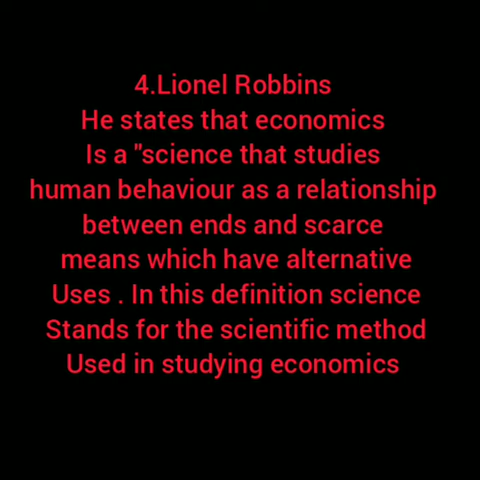 4.Lionel Robbins
He states that economics
Is a "science that studies
human behaviour as a relationship
between ends and scarce
means which have alternative
Uses . In this definition science
Stands for the scientific method
Used in studying economics